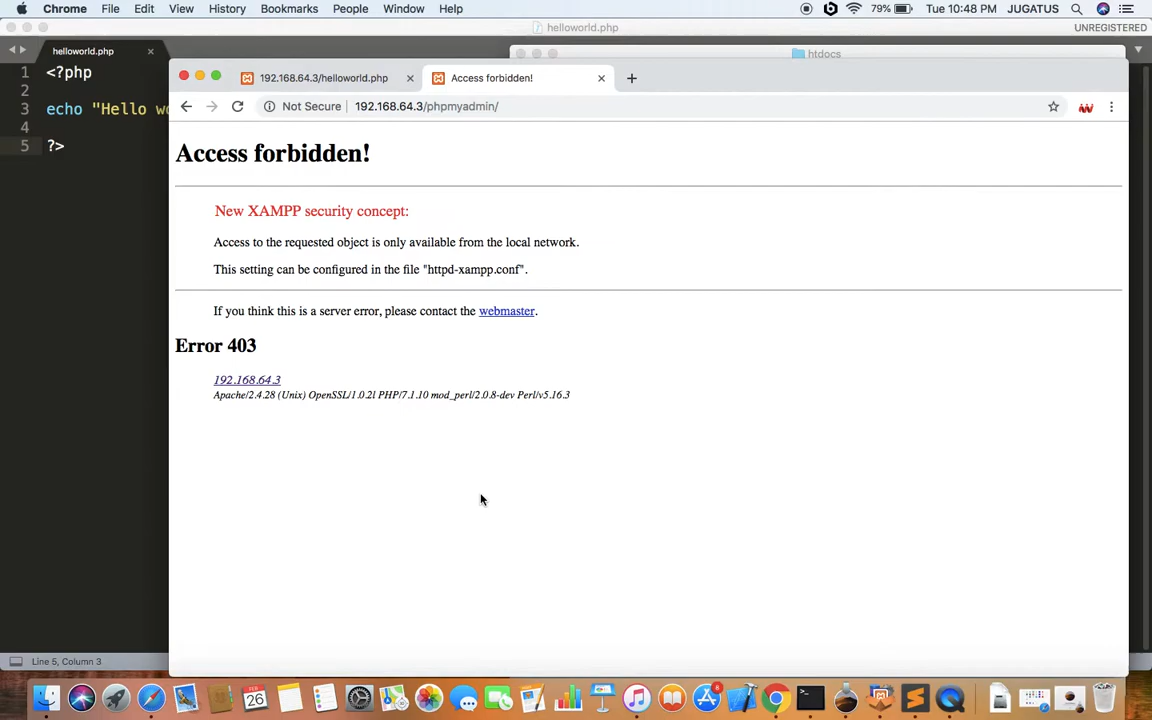 Chrome File Edit View History Bookmarks People Window Help 79% Tue 10:48 PM JUGATUS
helloworld.php UNREGISTERED
helloworld.php htdocs
192.168.64.3/helloworld.php Access forbidden!
Not Secure 192.168.64.3/phpmyadmin/
1 <?php
2
3 echo "Hello wo
4
5 ?>
Access forbidden!
New XAMPP security concept:
Access to the requested object is only available from the local network.
This setting can be configured in the file "httpd-xampp.conf".
If you think this is a server error, please contact the webmaster.
Error 403
192.168.64.3
Apache/2.4.28 (Unix) OpenSSL/1.0.2l PHP/7.1.10 mod_perl/2.0.8-dev Perl/v5.16.3
Line 5, Column 3
FEB
26